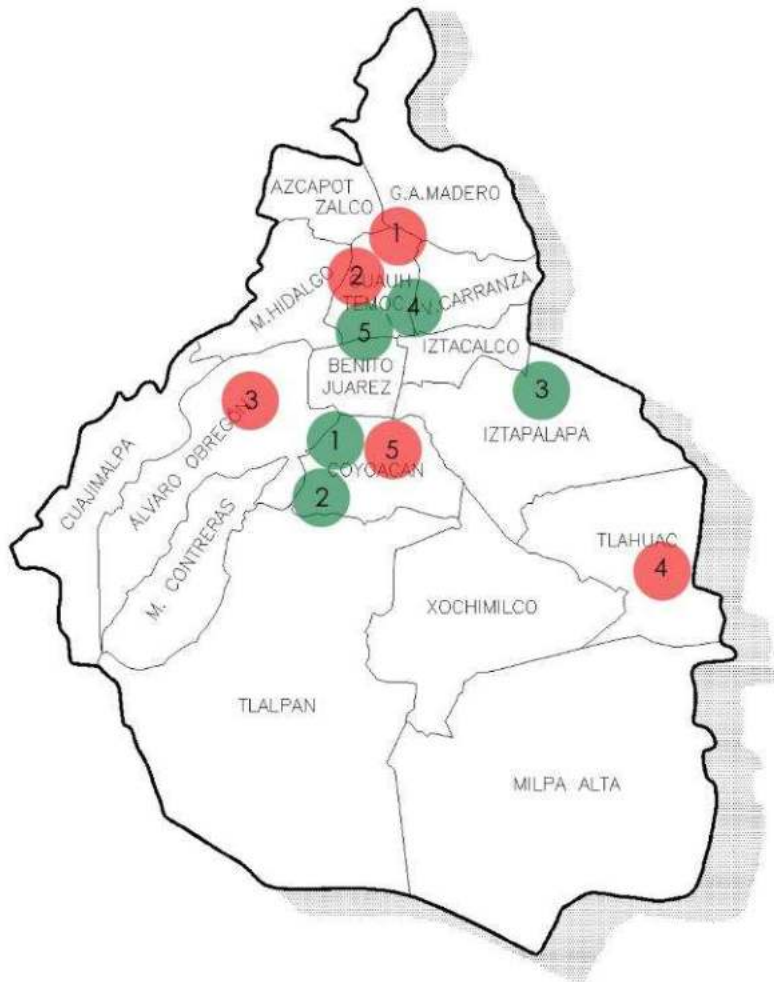 AZCAPOT
ZALCO
G.A.MADERO
1
2
CUAUH
TEMOC
4
V. CARRANZA
M.HIDALGO
5
IZTACALCO
BENITO
JUAREZ
3
3
IZTAPALAPA
CUAJIMALPA
ALVARO OBREGON
1
5
COYOACAN
2
M. CONTRERAS
TLAHUAC
4
XOCHIMILCO
TLALPAN
MILPA ALTA